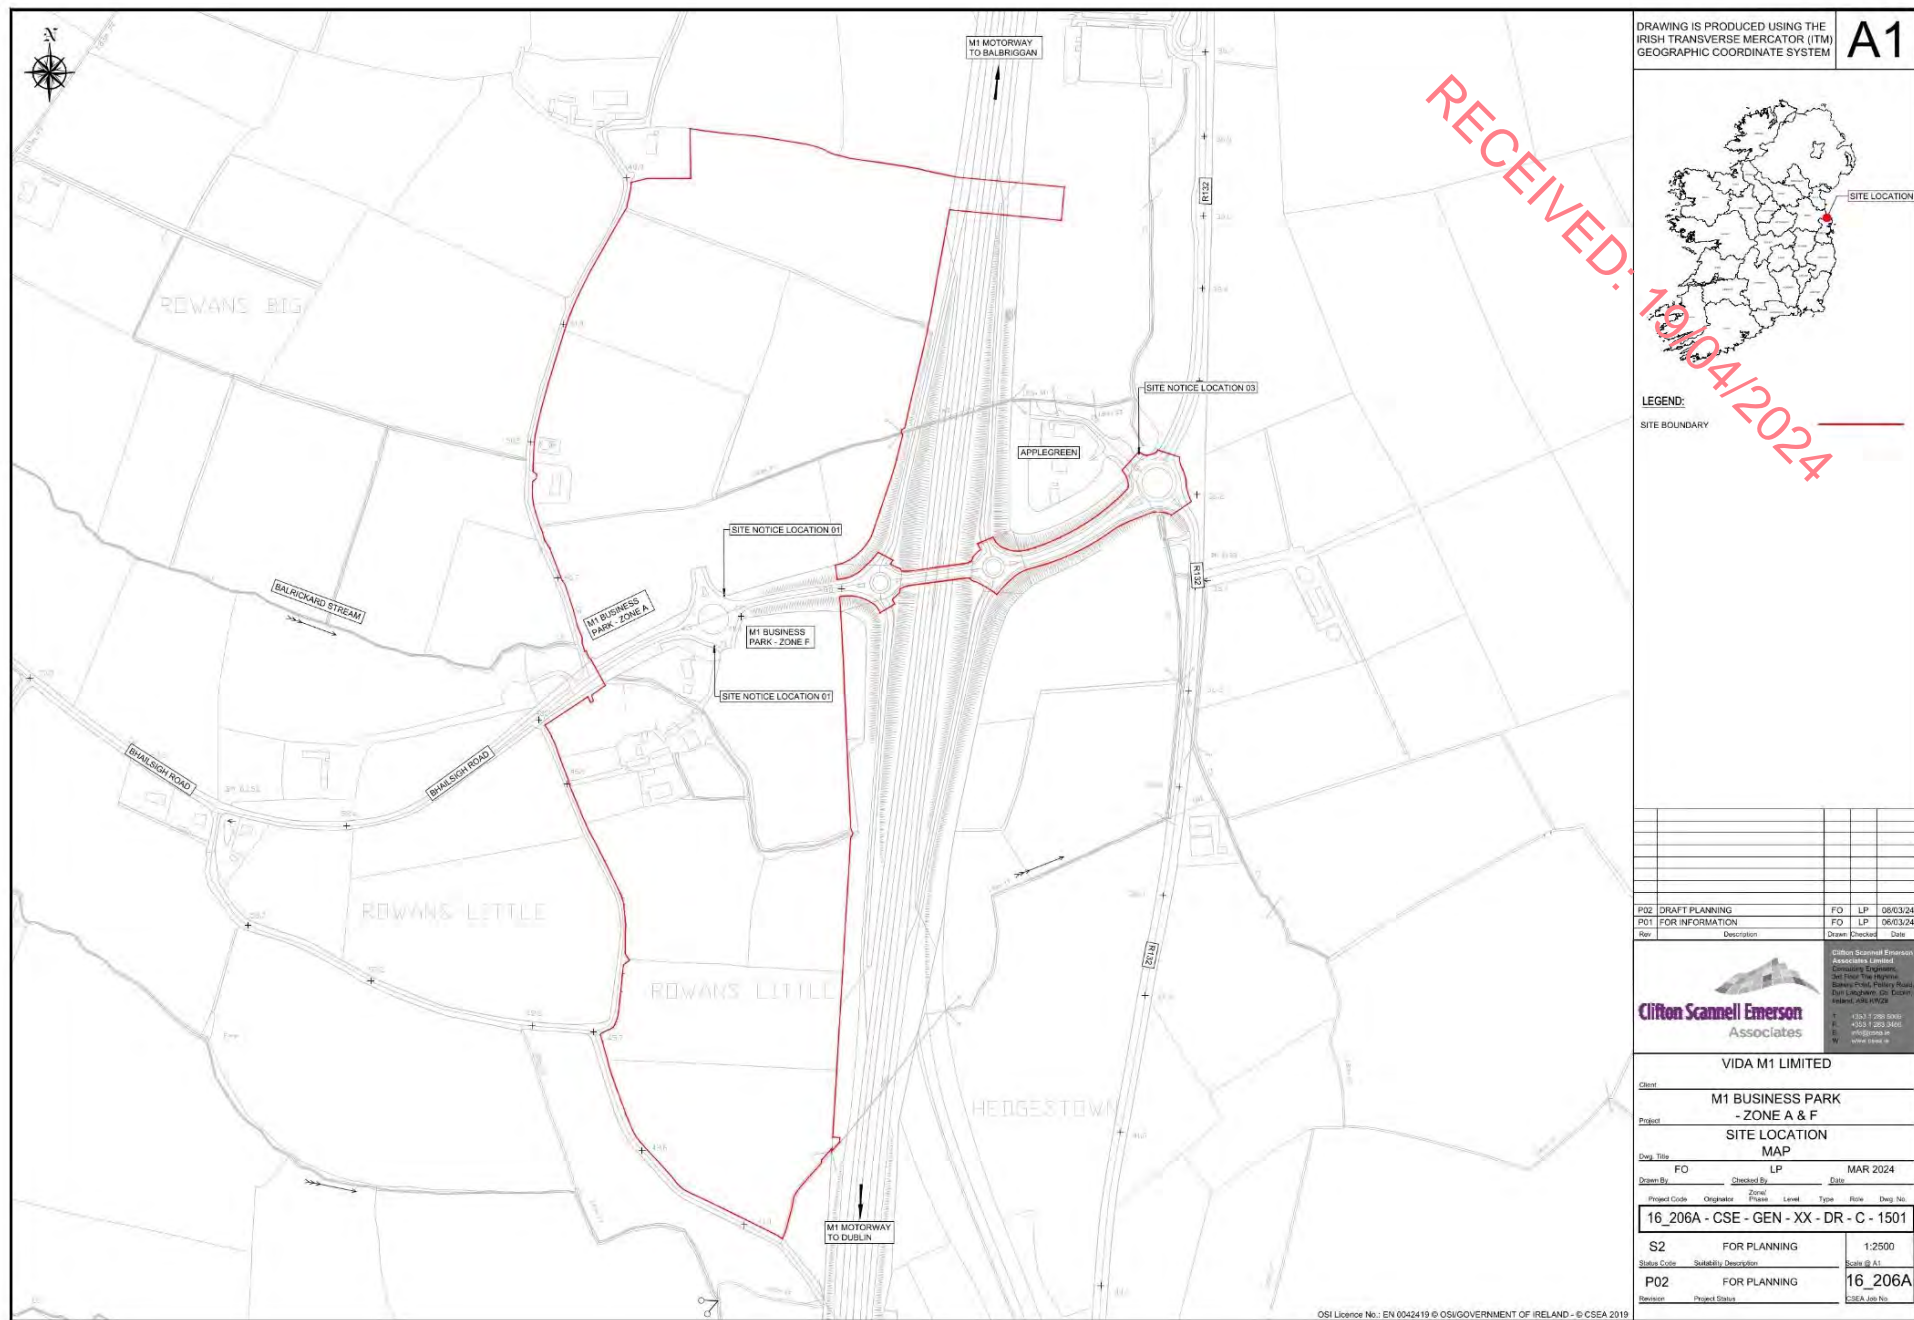 N
M1 MOTORWAY
TO BALBRIGGAN
R132
ROWANS BIG
SITE NOTICE LOCATION 03
APPLEGREEN
SITE NOTICE LOCATION 01
BALRICKARD STREAM
M1 BUSINESS
PARK - ZONE A
M1 BUSINESS
PARK - ZONE F
R132
SITE NOTICE LOCATION 01
BHAILSIGH ROAD
BHAILSIGH ROAD
ROWANS LITTLE
R132
ROWANS LITTLE
HEDGESTOWN
M1 MOTORWAY
TO DUBLIN
OSI Licence No.: EN 0042419 © OSI/GOVERNMENT OF IRELAND - © CSEA 2019
RECEIVED: 19/04/2024
DRAWING IS PRODUCED USING THE
IRISH TRANSVERSE MERCATOR (ITM)
GEOGRAPHIC COORDINATE SYSTEM
A1
SITE LOCATION
LEGEND:
SITE BOUNDARY
P02 DRAFT PLANNING FO LP 08/03/24
P01 FOR INFORMATION FO LP 06/03/24
Rev Description Drawn Checked Date
Clifton Scannell Emerson
Associates
Clifton Scannell Emerson
Associates Limited
Consulting Engineers,
VIDA M1 LIMITED
Client
M1 BUSINESS PARK
- ZONE A & F
Project
SITE LOCATION
MAP
Dwg. Title
FO LP MAR 2024
Drawn By Checked By Date
Project Code Originator Zone/ Phase Level Type Role Dwg. No.
16_206A - CSE - GEN - XX - DR - C - 1501
S2 FOR PLANNING 1:2500
Status Code Suitability Description Scale @ A1
P02 FOR PLANNING 16_206A
Revision Project Status CSEA Job No.